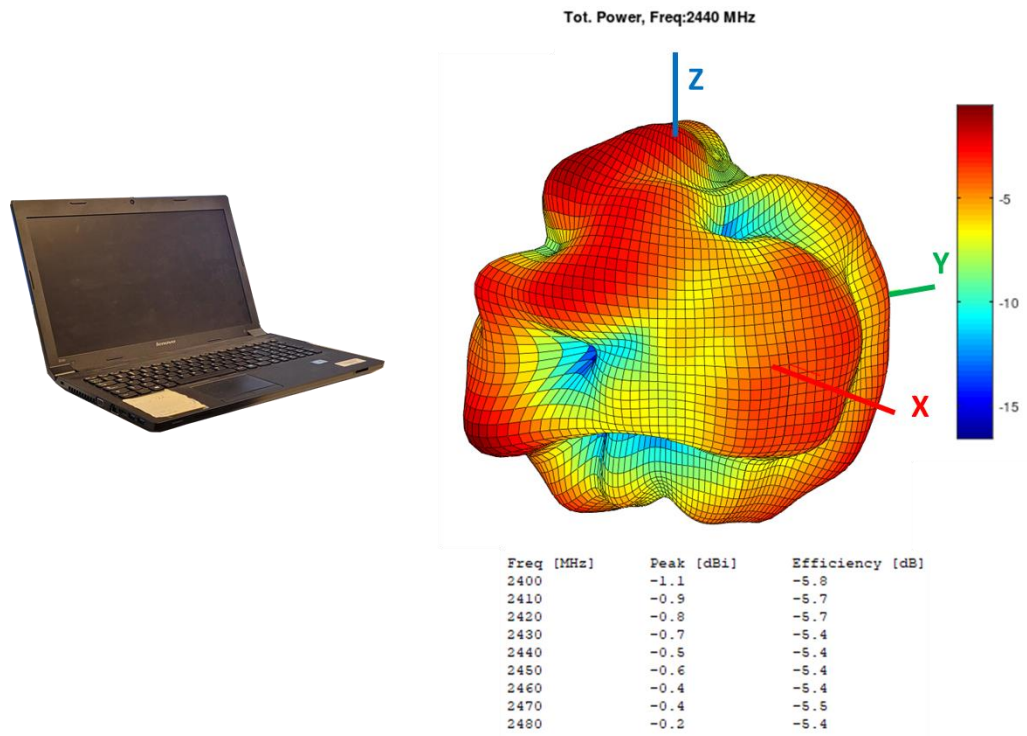 Tot. Power, Freq:2440 MHz
Z
Y
X
-5
-10
-15
Freq [MHz] Peak [dBi] Efficiency [dB]
2400 -1.1 -5.8
2410 -0.9 -5.7
2420 -0.8 -5.7
2430 -0.7 -5.4
2440 -0.5 -5.4
2450 -0.6 -5.4
2460 -0.4 -5.4
2470 -0.4 -5.5
2480 -0.2 -5.4